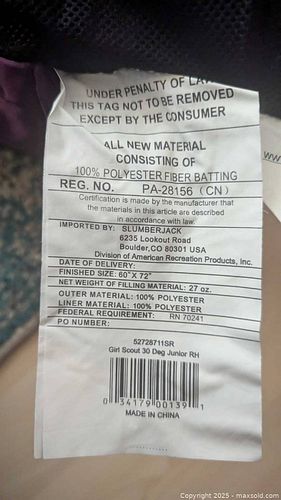 UNDER PENALTY OF LAW
THIS TAG NOT TO BE REMOVED
EXCEPT BY THE CONSUMER
ALL NEW MATERIAL
CONSISTING OF
100% POLYESTER FIBER BATTING
REG. NO. PA-28156 (CN)
Certification is made by the manufacturer that
the materials in this article are described
in accordance with law.
IMPORTED BY: SLUMBERJACK
6235 Lookout Road
Boulder,CO 80301 USA
Division of American Recreation Products, Inc.
DATE OF DELIVERY:
FINISHED SIZE: 60"X 72"
NET WEIGHT OF FILLING MATERIAL: 27 oz.
OUTER MATERIAL: 100% POLYESTER
LINER MATERIAL: 100% POLYESTER
FEDERAL REQUIREMENT: RN 70241
PO NUMBER:
52728711SR
Girl Scout 30 Deg Junior RH
0 34179 00139 1
MADE IN CHINA
ww
Copyright 2025 - maxsold.com